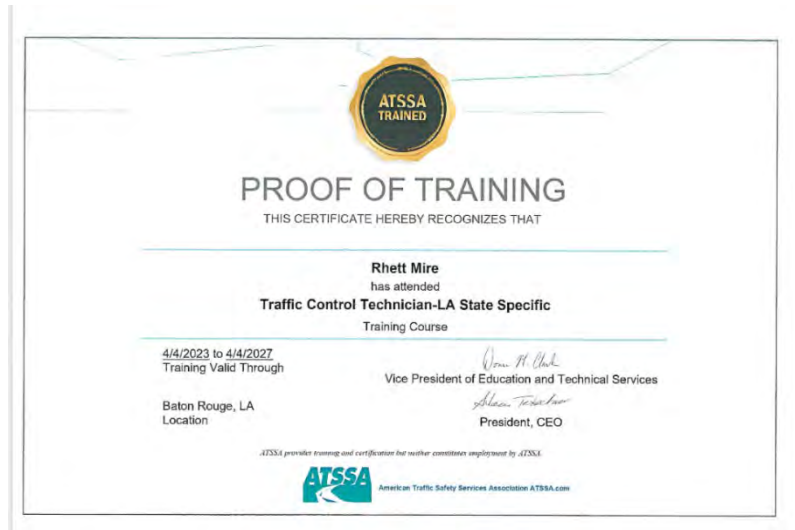 ATSSA
TRAINED
PROOF OF TRAINING
THIS CERTIFICATE HEREBY RECOGNIZES THAT
Rhett Mire
has attended
Traffic Control Technician-LA State Specific
Training Course
4/4/2023 to 4/4/2027
Training Valid Through
Vice President of Education and Technical Services
Baton Rouge, LA
Location
President, CEO
ATSSA provides training and certification but neither constitutes employment by ATSSA.
ATSSA
American Traffic Safety Services Association ATSSA.com